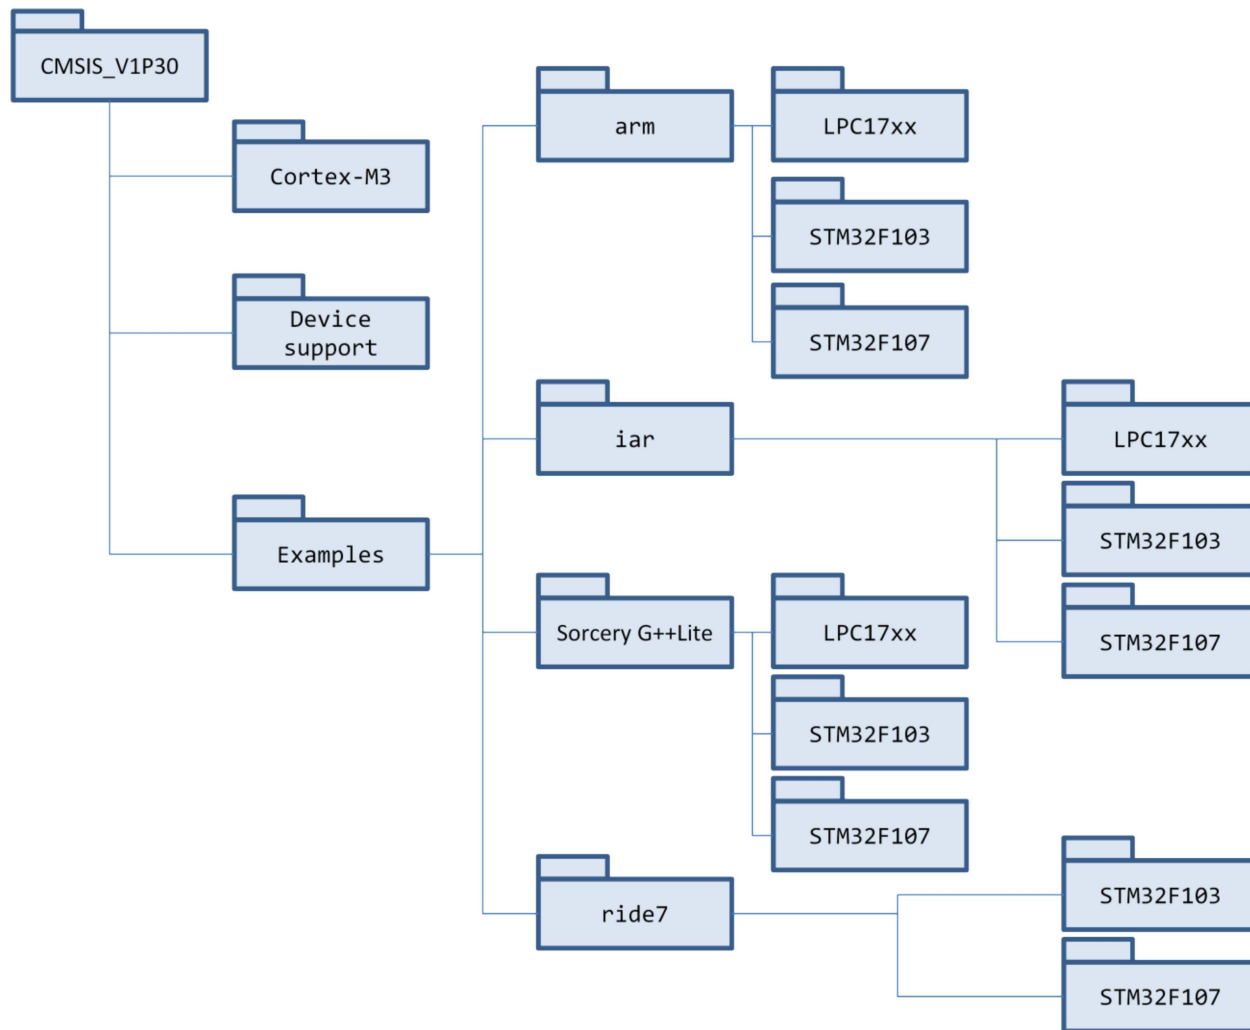 CMSIS_V1P30
Cortex-M3
Device
support
Examples
arm
LPC17xx
STM32F103
STM32F107
iar
LPC17xx
STM32F103
STM32F107
Sorcery G++Lite
LPC17xx
STM32F103
STM32F107
ride7
STM32F103
STM32F107